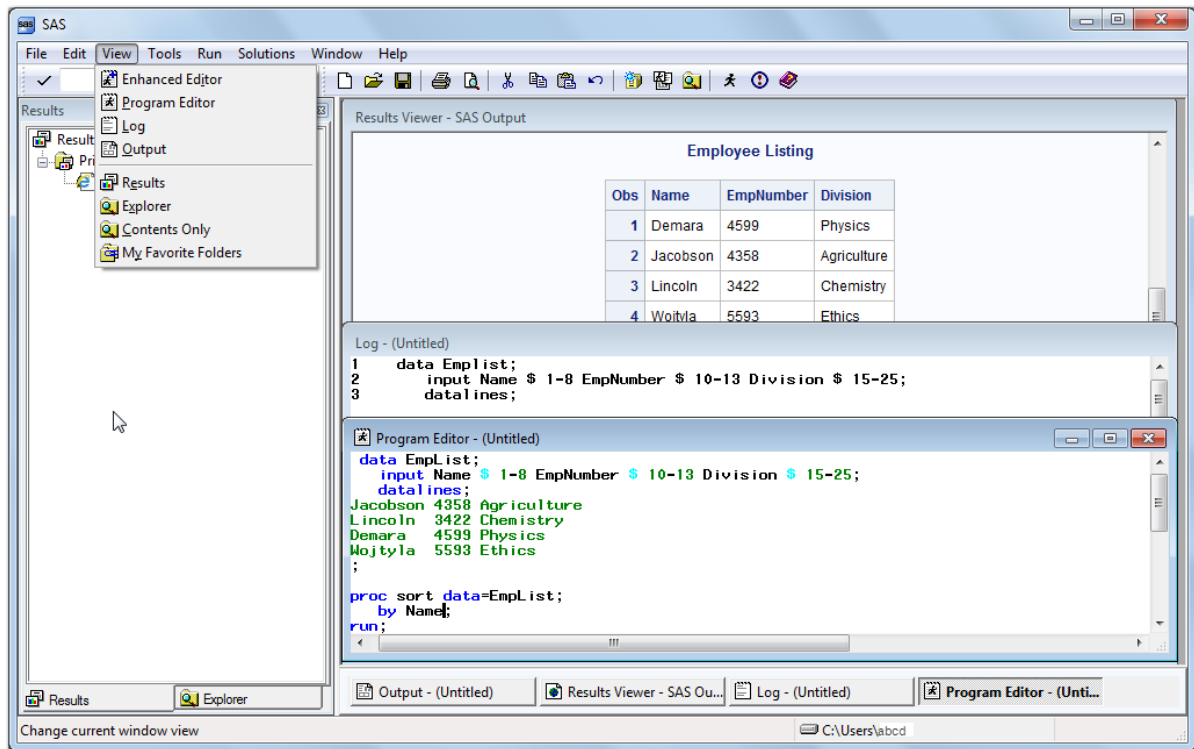 sas SAS
File Edit View Tools Run Solutions Window Help
Enhanced Editor
Program Editor
Log
Output
Results
Explorer
Contents Only
My Favorite Folders
Results
Result
Pri
Results Viewer - SAS Output
Employee Listing
Obs Name EmpNumber Division
1 Demara 4599 Physics
2 Jacobson 4358 Agriculture
3 Lincoln 3422 Chemistry
4 Wojtyla 5593 Ethics
Log - (Untitled)
1 data Emplist;
2 input Name $ 1-8 EmpNumber $ 10-13 Division $ 15-25;
3 datalines;
Program Editor - (Untitled)
data EmpList;
input Name $ 1-8 EmpNumber $ 10-13 Division $ 15-25;
datalines;
Jacobson 4358 Agriculture
Lincoln 3422 Chemistry
Demara 4599 Physics
Wojtyla 5593 Ethics
;
proc sort data=EmpList;
by Name;
run;
Results Explorer
Output - (Untitled) Results Viewer - SAS Ou... Log - (Untitled) Program Editor - (Unti...
Change current window view C:\Users\abcd